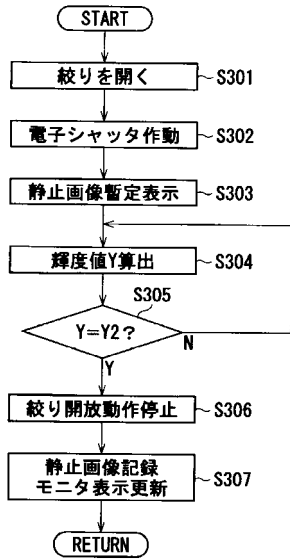 START
絞りを開く
S301
電子シャッタ作動
S302
静止画像暫定表示
S303
輝度値Y算出
S304
S305
Y=Y2?
N
Y
絞り開放動作停止
S306
静止画像記録
モニタ表示更新
S307
RETURN